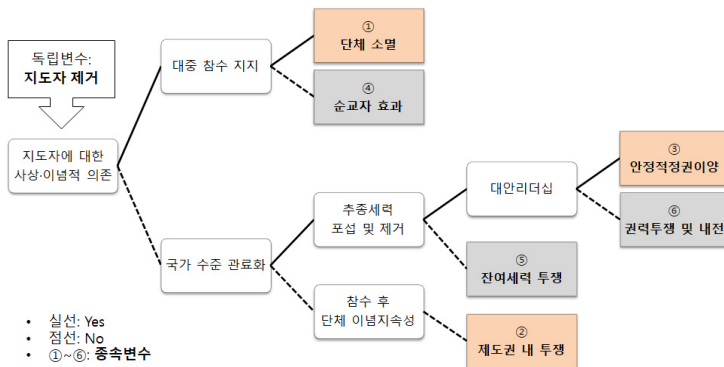 독립변수:
지도자 제거
지도자에 대한
사상·이념적 의존
대중 참수 지지
①
단체 소멸
④
순교자 효과
국가 수준 관료화
추종세력
포섭 및 제거
대안리더십
③
안정적정권이양
⑥
권력투쟁 및 내전
⑤
잔여세력 투쟁
참수 후
단체 이념지속성
②
제도권 내 투쟁
• 실선: Yes
• 점선: No
• ①~⑥: 종속변수